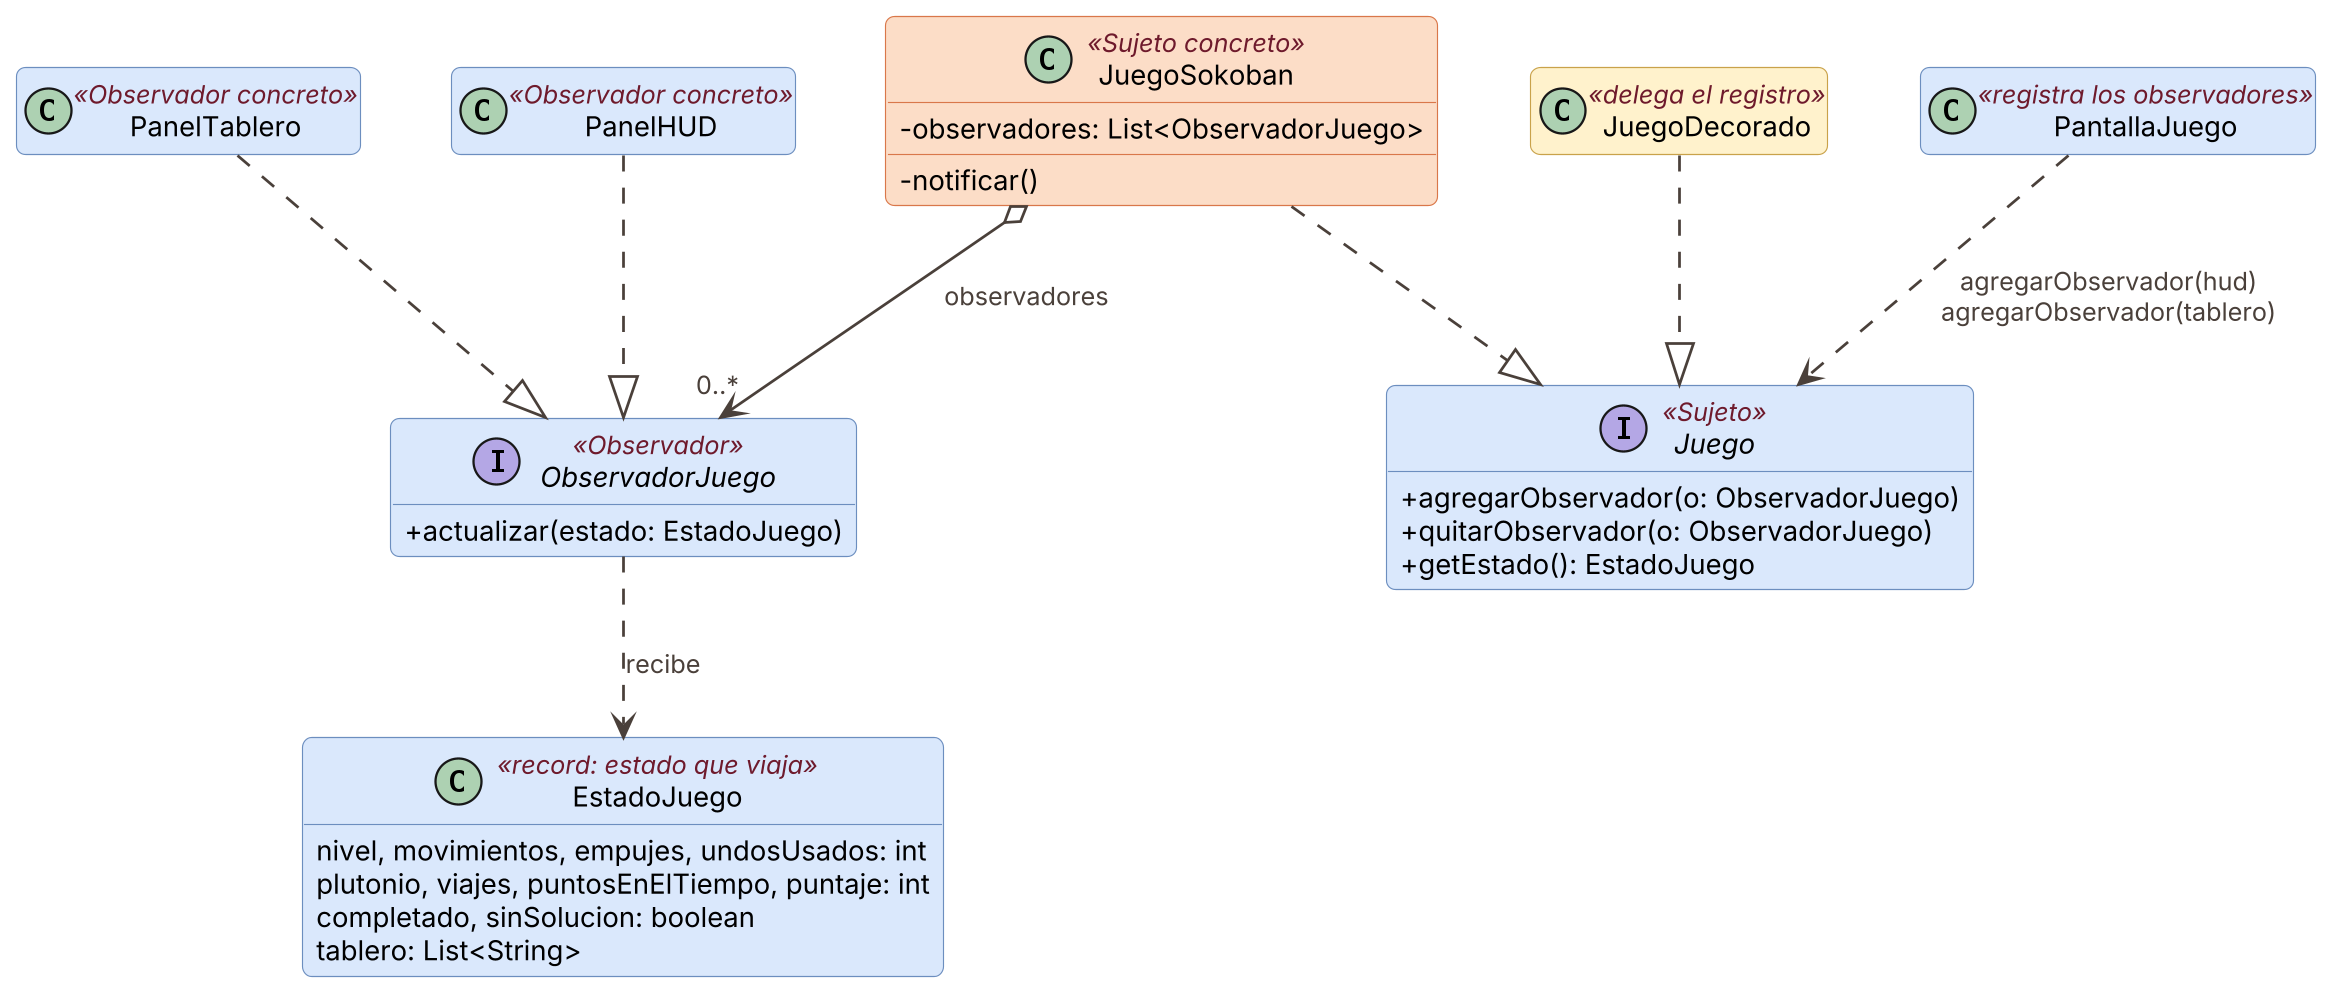 C
«Observador concreto»
PanelTablero
C
«Observador concreto»
PanelHUD
C
«Sujeto concreto»
JuegoSokoban
-observadores: List<ObservadorJuego>
-notificar()
C
«delega el registro»
JuegoDecorado
C
«registra los observadores»
PantallaJuego
observadores
0..*
agregarObservador(hud)
agregarObservador(tablero)
I
«Observador»
ObservadorJuego
+actualizar(estado: EstadoJuego)
I
«Sujeto»
Juego
+agregarObservador(o: ObservadorJuego)
+quitarObservador(o: ObservadorJuego)
+getEstado(): EstadoJuego
recibe
C
«record: estado que viaja»
EstadoJuego
nivel, movimientos, empujes, undosUsados: int
plutonio, viajes, puntosEnElTiempo, puntaje: int
completado, sinSolucion: boolean
tablero: List<String>